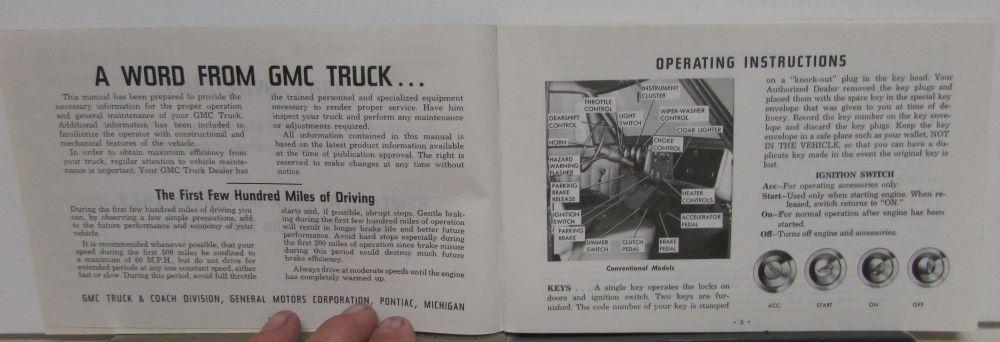 A WORD FROM GMC TRUCK...
This manual has been prepared to provide the
necessary information for the proper operation
and general maintenance of your GMC Truck.
Additional information has been included to
familiarize the operator with constructional and
mechanical features of the vehicle.
In order to obtain maximum efficiency from
your truck, regular attention to vehicle mainte-
nance is important. Your GMC Truck Dealer has
the trained personnel and specialized equipment
necessary to render proper service. Have him
inspect your truck and perform any maintenance
or adjustments required.
All information contained in this manual is
based on the latest product information available
at the time of publication approval. The right is
reserved to make changes at any time without
notice.
The First Few Hundred Miles of Driving
During the first few hundred miles of driving you
can, by observing a few simple precautions, add
to the future performance and economy of your
vehicle.
It is recommended whenever possible, that your
speed during the first 500 miles be confined to
a maximum of 60 M.P.H., but do not drive for
extended periods at any one constant speed, either
fast or slow. During this period, avoid full throttle
starts and, if possible, abrupt stops. Gentle brak-
ing during the first few hundred miles of operation
will result in longer brake life and better future
performance. Avoid hard stops especially during
the first 200 miles of operation since brake misuse
during this period could destroy much future
brake efficiency.
Always drive at moderate speeds until the engine
has completely warmed up.
GMC TRUCK & COACH DIVISION, GENERAL MOTORS CORPORATION, PONTIAC, MICHIGAN
OPERATING INSTRUCTIONS
INSTRUMENT
CLUSTER
THROTTLE
CONTROL
LIGHT
SWITCH
WIPER-WASHER
CONTROL
GEARSHIFT
CONTROL
CIGAR LIGHTER
HORN
CHOKE
CONTROL
HAZARD
WARNING
FLASHER
PARKING
BRAKE
RELEASE
HEATER
CONTROLS
IGNITION
SWITCH
ACCELERATOR
PEDAL
PARKING
BRAKE
DIMMER
SWITCH
CLUTCH
PEDAL
BRAKE
PEDAL
Conventional Models
KEYS . . . A single key operates the locks on
doors and ignition switch. Two keys are fur-
nished. The code number of your key is stamped
on a "knock-out" plug in the key head. Your
Authorized Dealer removed the key plugs and
placed them with the spare key in the special key
envelope that was given to you at time of de-
livery. Record the key number on the key enve-
lope and discard the key plugs. Keep the key
envelope in a safe place such as your wallet, NOT
IN THE VEHICLE, so that you can have a du-
plicate key made in the event the original key is
lost.
IGNITION SWITCH
Acc—For operating accessories only.
Start—Used only when starting engine. When re-
leased, switch returns to "ON."
On—For normal operation after engine has been
started.
Off—Turns off engine and accessories.
ACC. START ON OFF
• 3 •